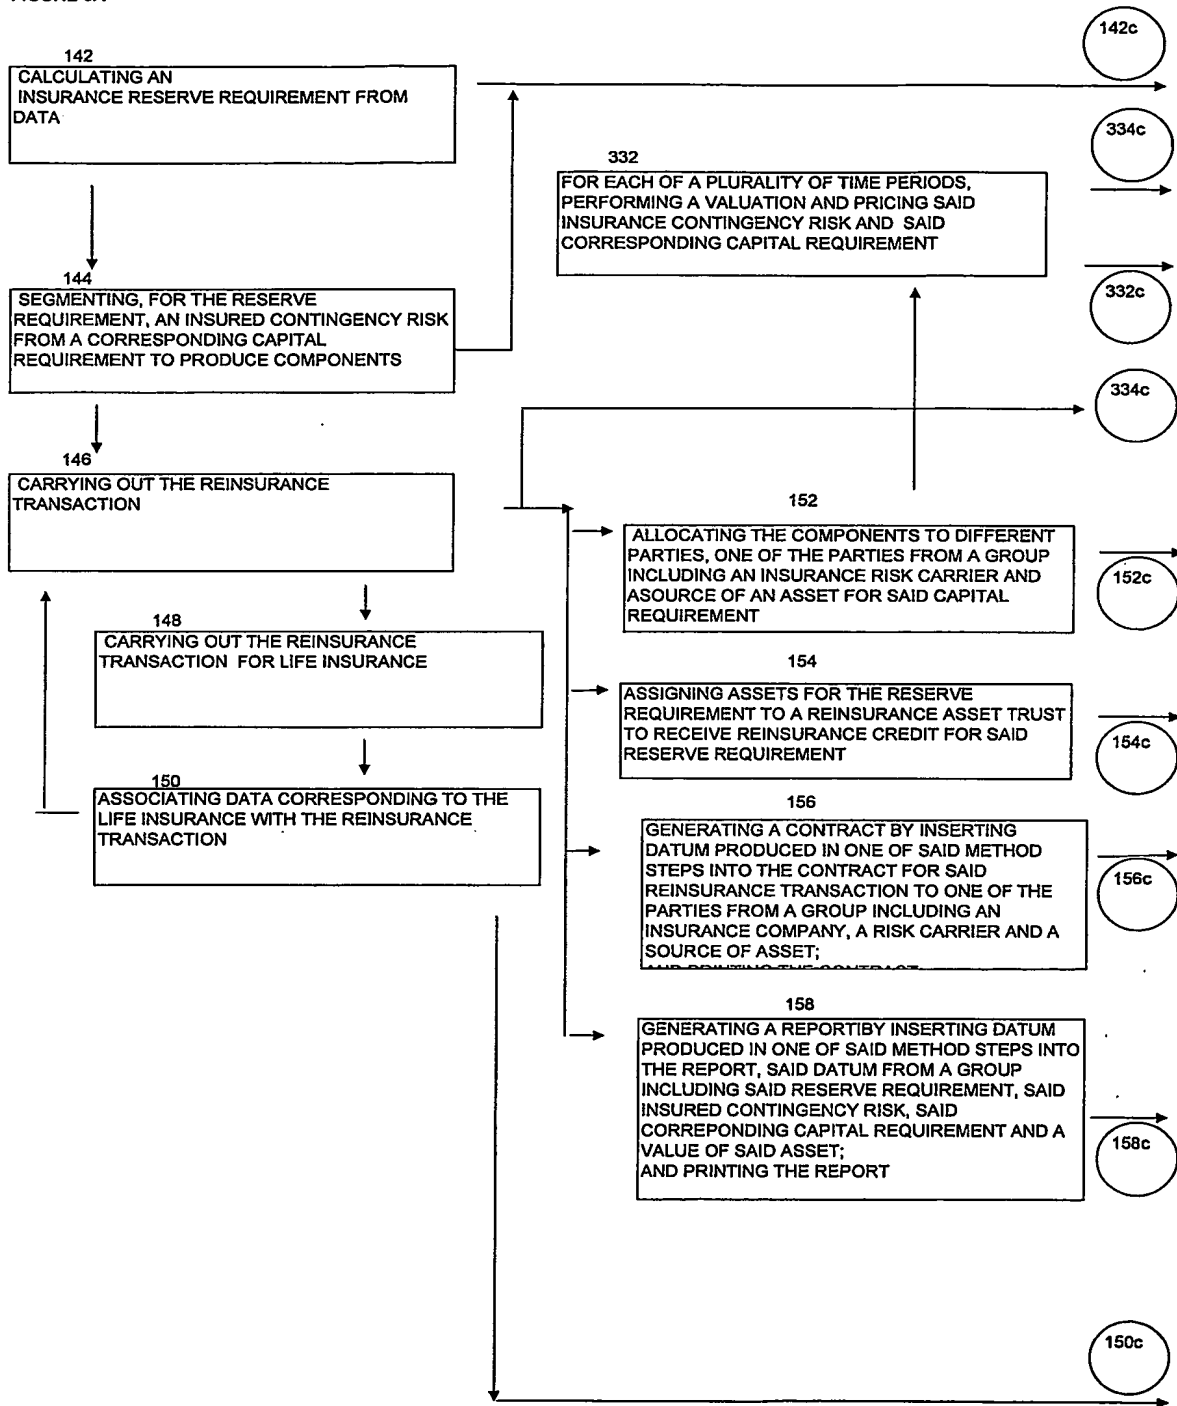 142c
142
CALCULATING AN
INSURANCE RESERVE REQUIREMENT FROM
DATA
334c
332
FOR EACH OF A PLURALITY OF TIME PERIODS,
PERFORMING A VALUATION AND PRICING SAID
INSURANCE CONTINGENCY RISK AND SAID
CORRESPONDING CAPITAL REQUIREMENT
332c
144
SEGMENTING, FOR THE RESERVE
REQUIREMENT, AN INSURED CONTINGENCY RISK
FROM A CORRESPONDING CAPITAL
REQUIREMENT TO PRODUCE COMPONENTS
334c
146
CARRYING OUT THE REINSURANCE
TRANSACTION
152
ALLOCATING THE COMPONENTS TO DIFFERENT
PARTIES, ONE OF THE PARTIES FROM A GROUP
INCLUDING AN INSURANCE RISK CARRIER AND
ASOURCE OF AN ASSET FOR SAID CAPITAL
REQUIREMENT
152c
148
CARRYING OUT THE REINSURANCE
TRANSACTION FOR LIFE INSURANCE
154
ASSIGNING ASSETS FOR THE RESERVE
REQUIREMENT TO A REINSURANCE ASSET TRUST
TO RECEIVE REINSURANCE CREDIT FOR SAID
RESERVE REQUIREMENT
154c
150
ASSOCIATING DATA CORRESPONDING TO THE
LIFE INSURANCE WITH THE REINSURANCE
TRANSACTION
156
GENERATING A CONTRACT BY INSERTING
DATUM PRODUCED IN ONE OF SAID METHOD
STEPS INTO THE CONTRACT FOR SAID
REINSURANCE TRANSACTION TO ONE OF THE
PARTIES FROM A GROUP INCLUDING AN
INSURANCE COMPANY, A RISK CARRIER AND A
SOURCE OF ASSET;
AND PRINTING THE CONTRACT
156c
158
GENERATING A REPORTIBY INSERTING DATUM
PRODUCED IN ONE OF SAID METHOD STEPS INTO
THE REPORT, SAID DATUM FROM A GROUP
INCLUDING SAID RESERVE REQUIREMENT, SAID
INSURED CONTINGENCY RISK, SAID
CORREPONDING CAPITAL REQUIREMENT AND A
VALUE OF SAID ASSET;
AND PRINTING THE REPORT
158c
150c